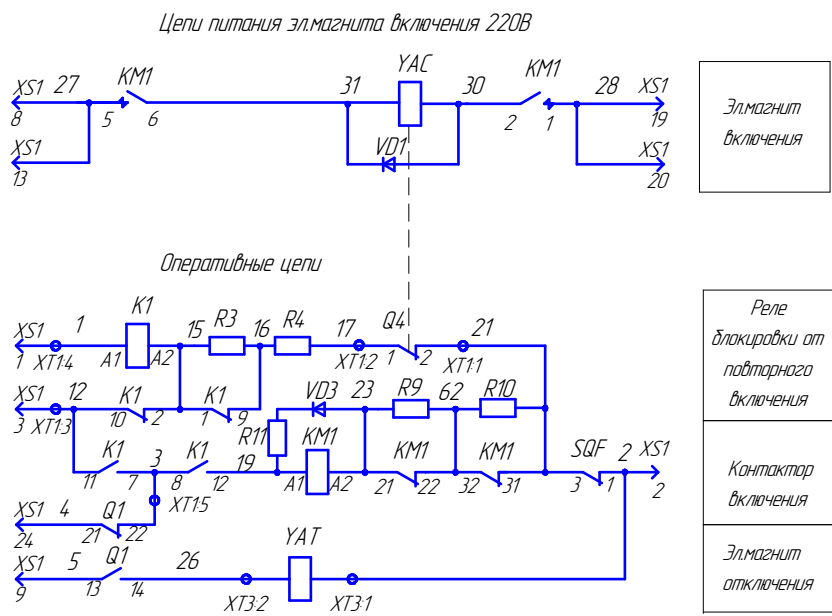 Цепи питания эл.магнита включения 220В
XS1 27 KM1 31 YAC 30 KM1 28 XS1
8 5 6 2 1 19
XS1 VD1 XS1
13 20
Эл.магнит
включения
Оперативные цепи
XS1 1 K1 15 R3 16 R4 17 Q4 21
1 XT1:4 A1 A2 XT1:2 1 2 XT1:1
Реле
блокировки от
повторного
включения
XS1 12 K1 K1 VD3 23 R9 62 R10
3 XT1:3 10 2 1 9
R11
K1 3 K1 19 KM1 KM1 KM1 SQF 2 XS1
11 7 8 12 A1 A2 21 22 32 31 3 1 2
Контактор
включения
XS1 4 Q1 XT1:5
24 21 22
XS1 5 Q1 26 YAT
9 13 14 XT3:2 XT3:1
Эл.магнит
отключения